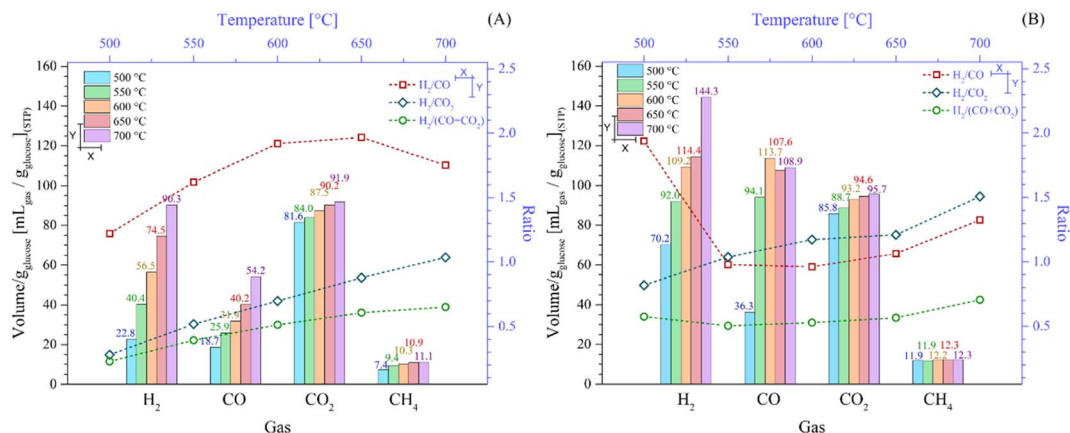 Temperature [°C]
(A)
500 550 600 650 700
160
140
120
100
80
60
40
20
0
Volume/g_glucose [mL_gas / g_glucose](STP)
500 °C
550 °C
600 °C
650 °C
700 °C
Y
X
X
Y
H₂/CO
H₂/CO₂
H₂/(CO+CO₂)
2.5
2.0
1.5
1.0
0.5
Ratio
22.8 40.4 56.5 74.5 90.3
18.7 25.9 31.9 40.2 54.2
81.6 84.0 87.5 90.2 91.9
7.4 9.4 10.3 10.9 11.1
H₂ CO CO₂ CH₄
Gas
Temperature [°C]
(B)
500 550 600 650 700
160
140
120
100
80
60
40
20
0
Volume/g_glucose [mL_gas / g_glucose](STP)
500 °C
550 °C
600 °C
650 °C
700 °C
Y
X
X
Y
H₂/CO
H₂/CO₂
H₂/(CO+CO₂)
2.5
2.0
1.5
1.0
0.5
Ratio
70.2 92.0 109.2 114.4 144.3
36.3 94.1 113.7 107.6 108.9
85.8 88.7 93.2 94.6 95.7
11.9 11.9 12.2 12.3 12.3
H₂ CO CO₂ CH₄
Gas